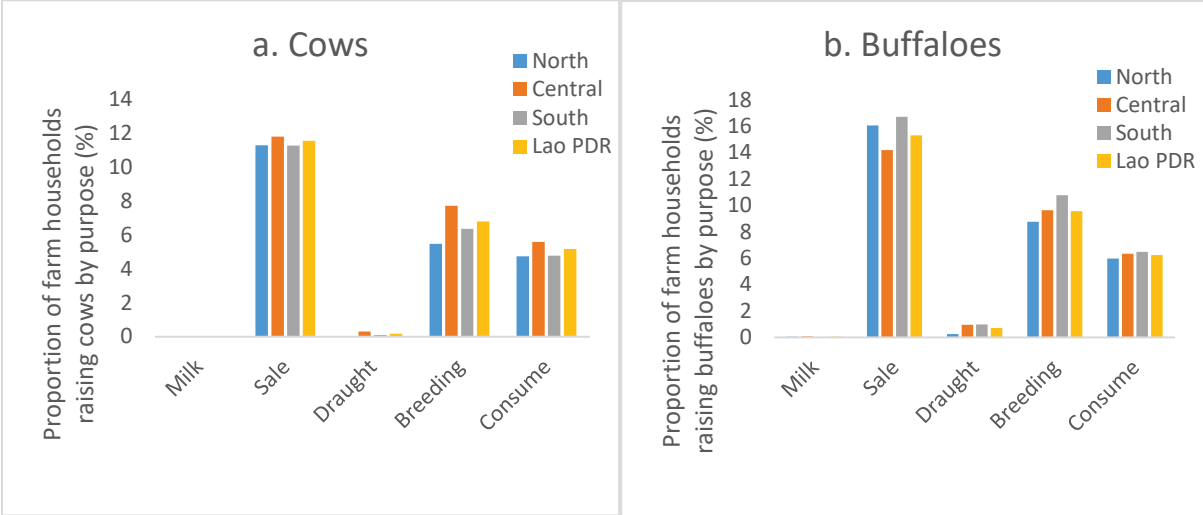 a. Cows
North
Central
South
Lao PDR
Proportion of farm households
raising cows by purpose (%)
14
12
10
8
6
4
2
0
Milk
Sale
Draught
Breeding
Consume
b. Buffaloes
North
Central
South
Lao PDR
Proportion of farm households
raising buffaloes by purpose (%)
18
16
14
12
10
8
6
4
2
0
Milk
Sale
Draught
Breeding
Consume